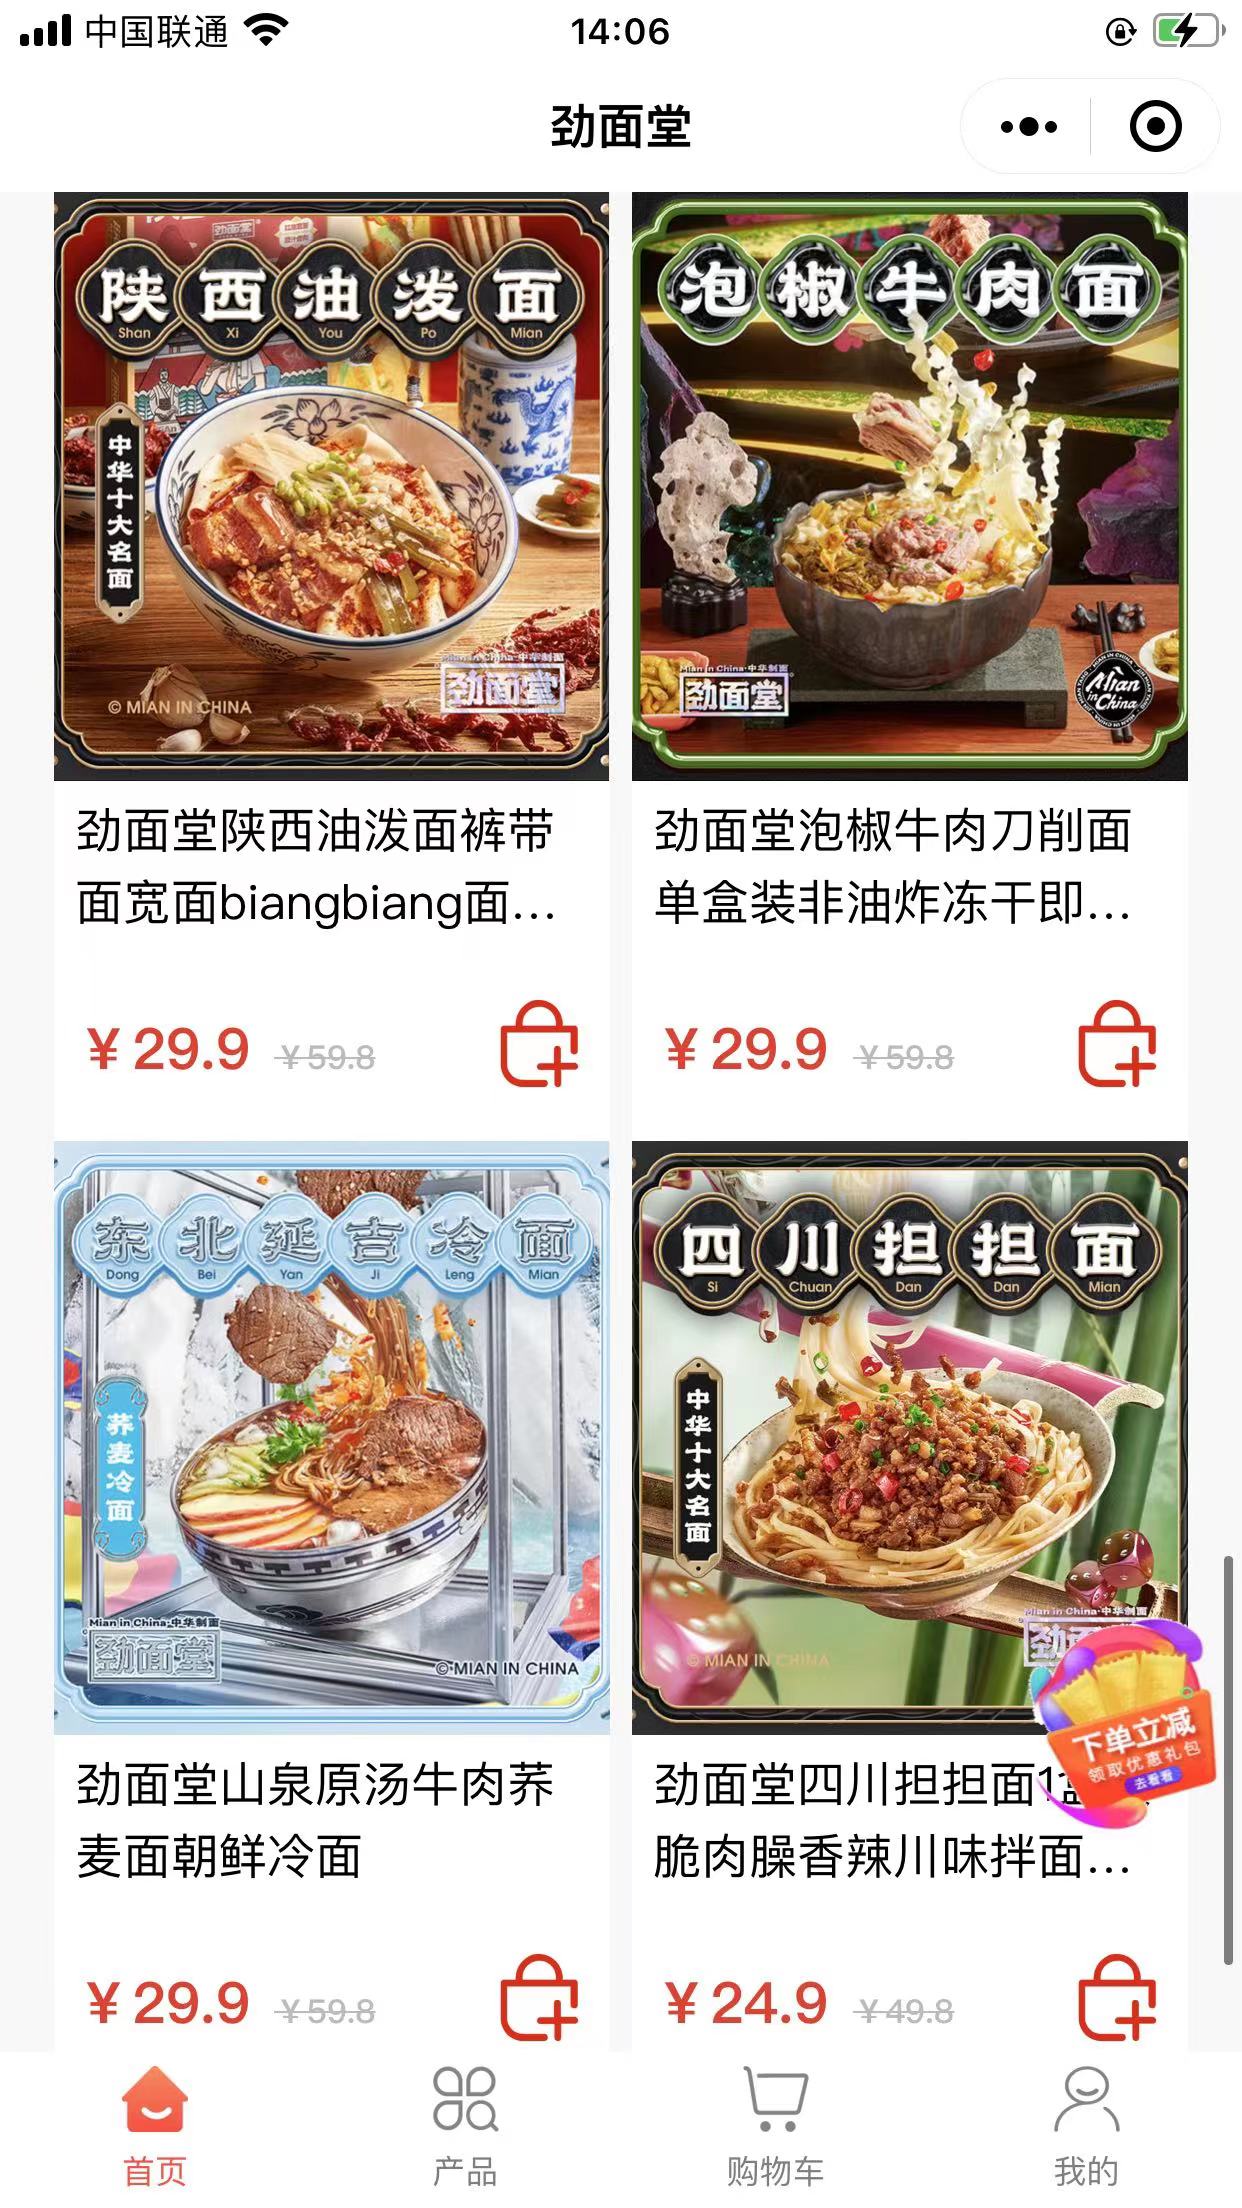 中国联通
14:06
劲面堂
劲面堂
陕西油泼面
Shan Xi You Po Mian
中华十大名面
Mian in China·中华制面
劲面堂
© MIAN IN CHINA
泡椒牛肉面
Mian in China·中华制面
劲面堂
Mian in China
劲面堂陕西油泼面裤带
面宽面biangbiang面...
¥ 29.9 ¥59.8
劲面堂泡椒牛肉刀削面
单盒装非油炸冻干即...
¥ 29.9 ¥59.8
东北延吉冷面
Dong Bei Yan Ji Leng Mian
荞麦冷面
Mian in China·中华制面
劲面堂
© MIAN IN CHINA
四川担担面
Si Chuan Dan Dan Mian
中华十大名面
Mian in China·中华制面
© MIAN IN CHINA
下单立减
领取优惠礼包
去看看
劲面堂山泉原汤牛肉荞
麦面朝鲜冷面
¥ 29.9 ¥59.8
劲面堂四川担担面1
脆肉臊香辣川味拌面...
¥ 24.9 ¥49.8
首页
产品
购物车
我的